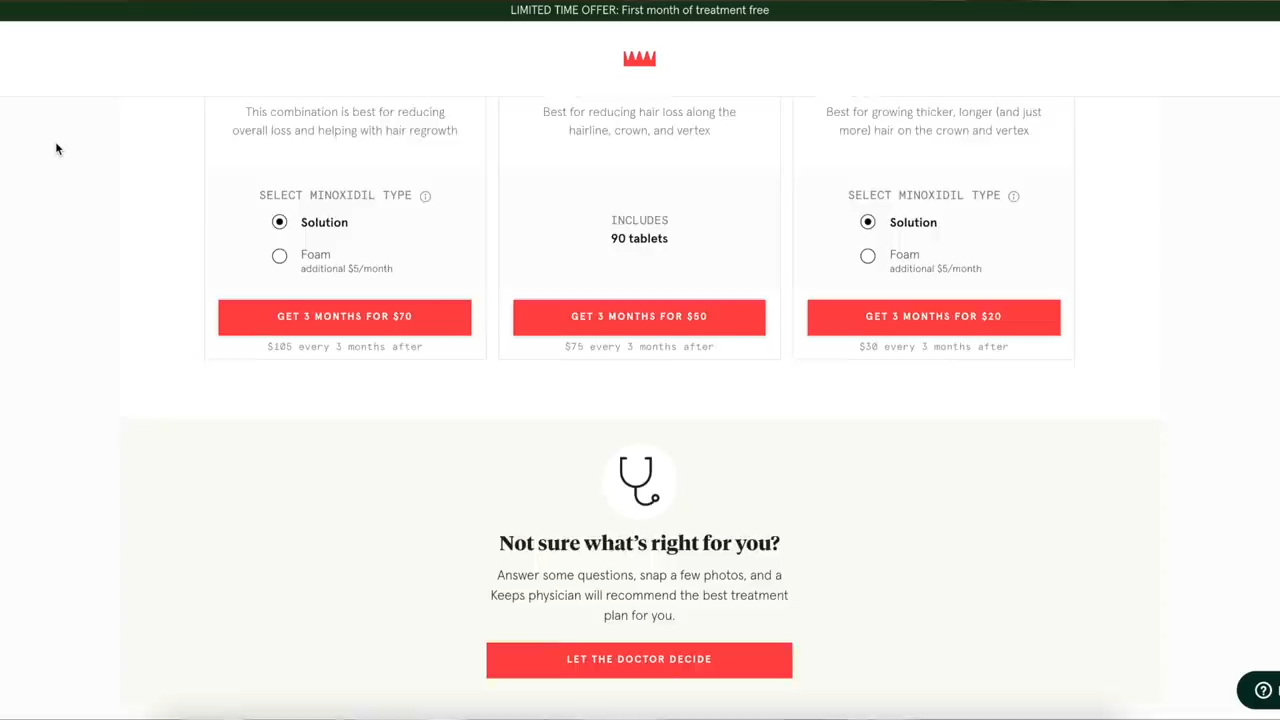 LIMITED TIME OFFER: First month of treatment free
This combination is best for reducing
overall loss and helping with hair regrowth
Best for reducing hair loss along the
hairline, crown, and vertex
Best for growing thicker, longer (and just
more) hair on the crown and vertex
SELECT MINOXIDIL TYPE
Solution
Foam
additional $5/month
INCLUDES
90 tablets
SELECT MINOXIDIL TYPE
Solution
Foam
additional $5/month
GET 3 MONTHS FOR $70
$105 every 3 months after
GET 3 MONTHS FOR $50
$75 every 3 months after
GET 3 MONTHS FOR $20
$30 every 3 months after
Not sure what's right for you?
Answer some questions, snap a few photos, and a
Keeps physician will recommend the best treatment
plan for you.
LET THE DOCTOR DECIDE